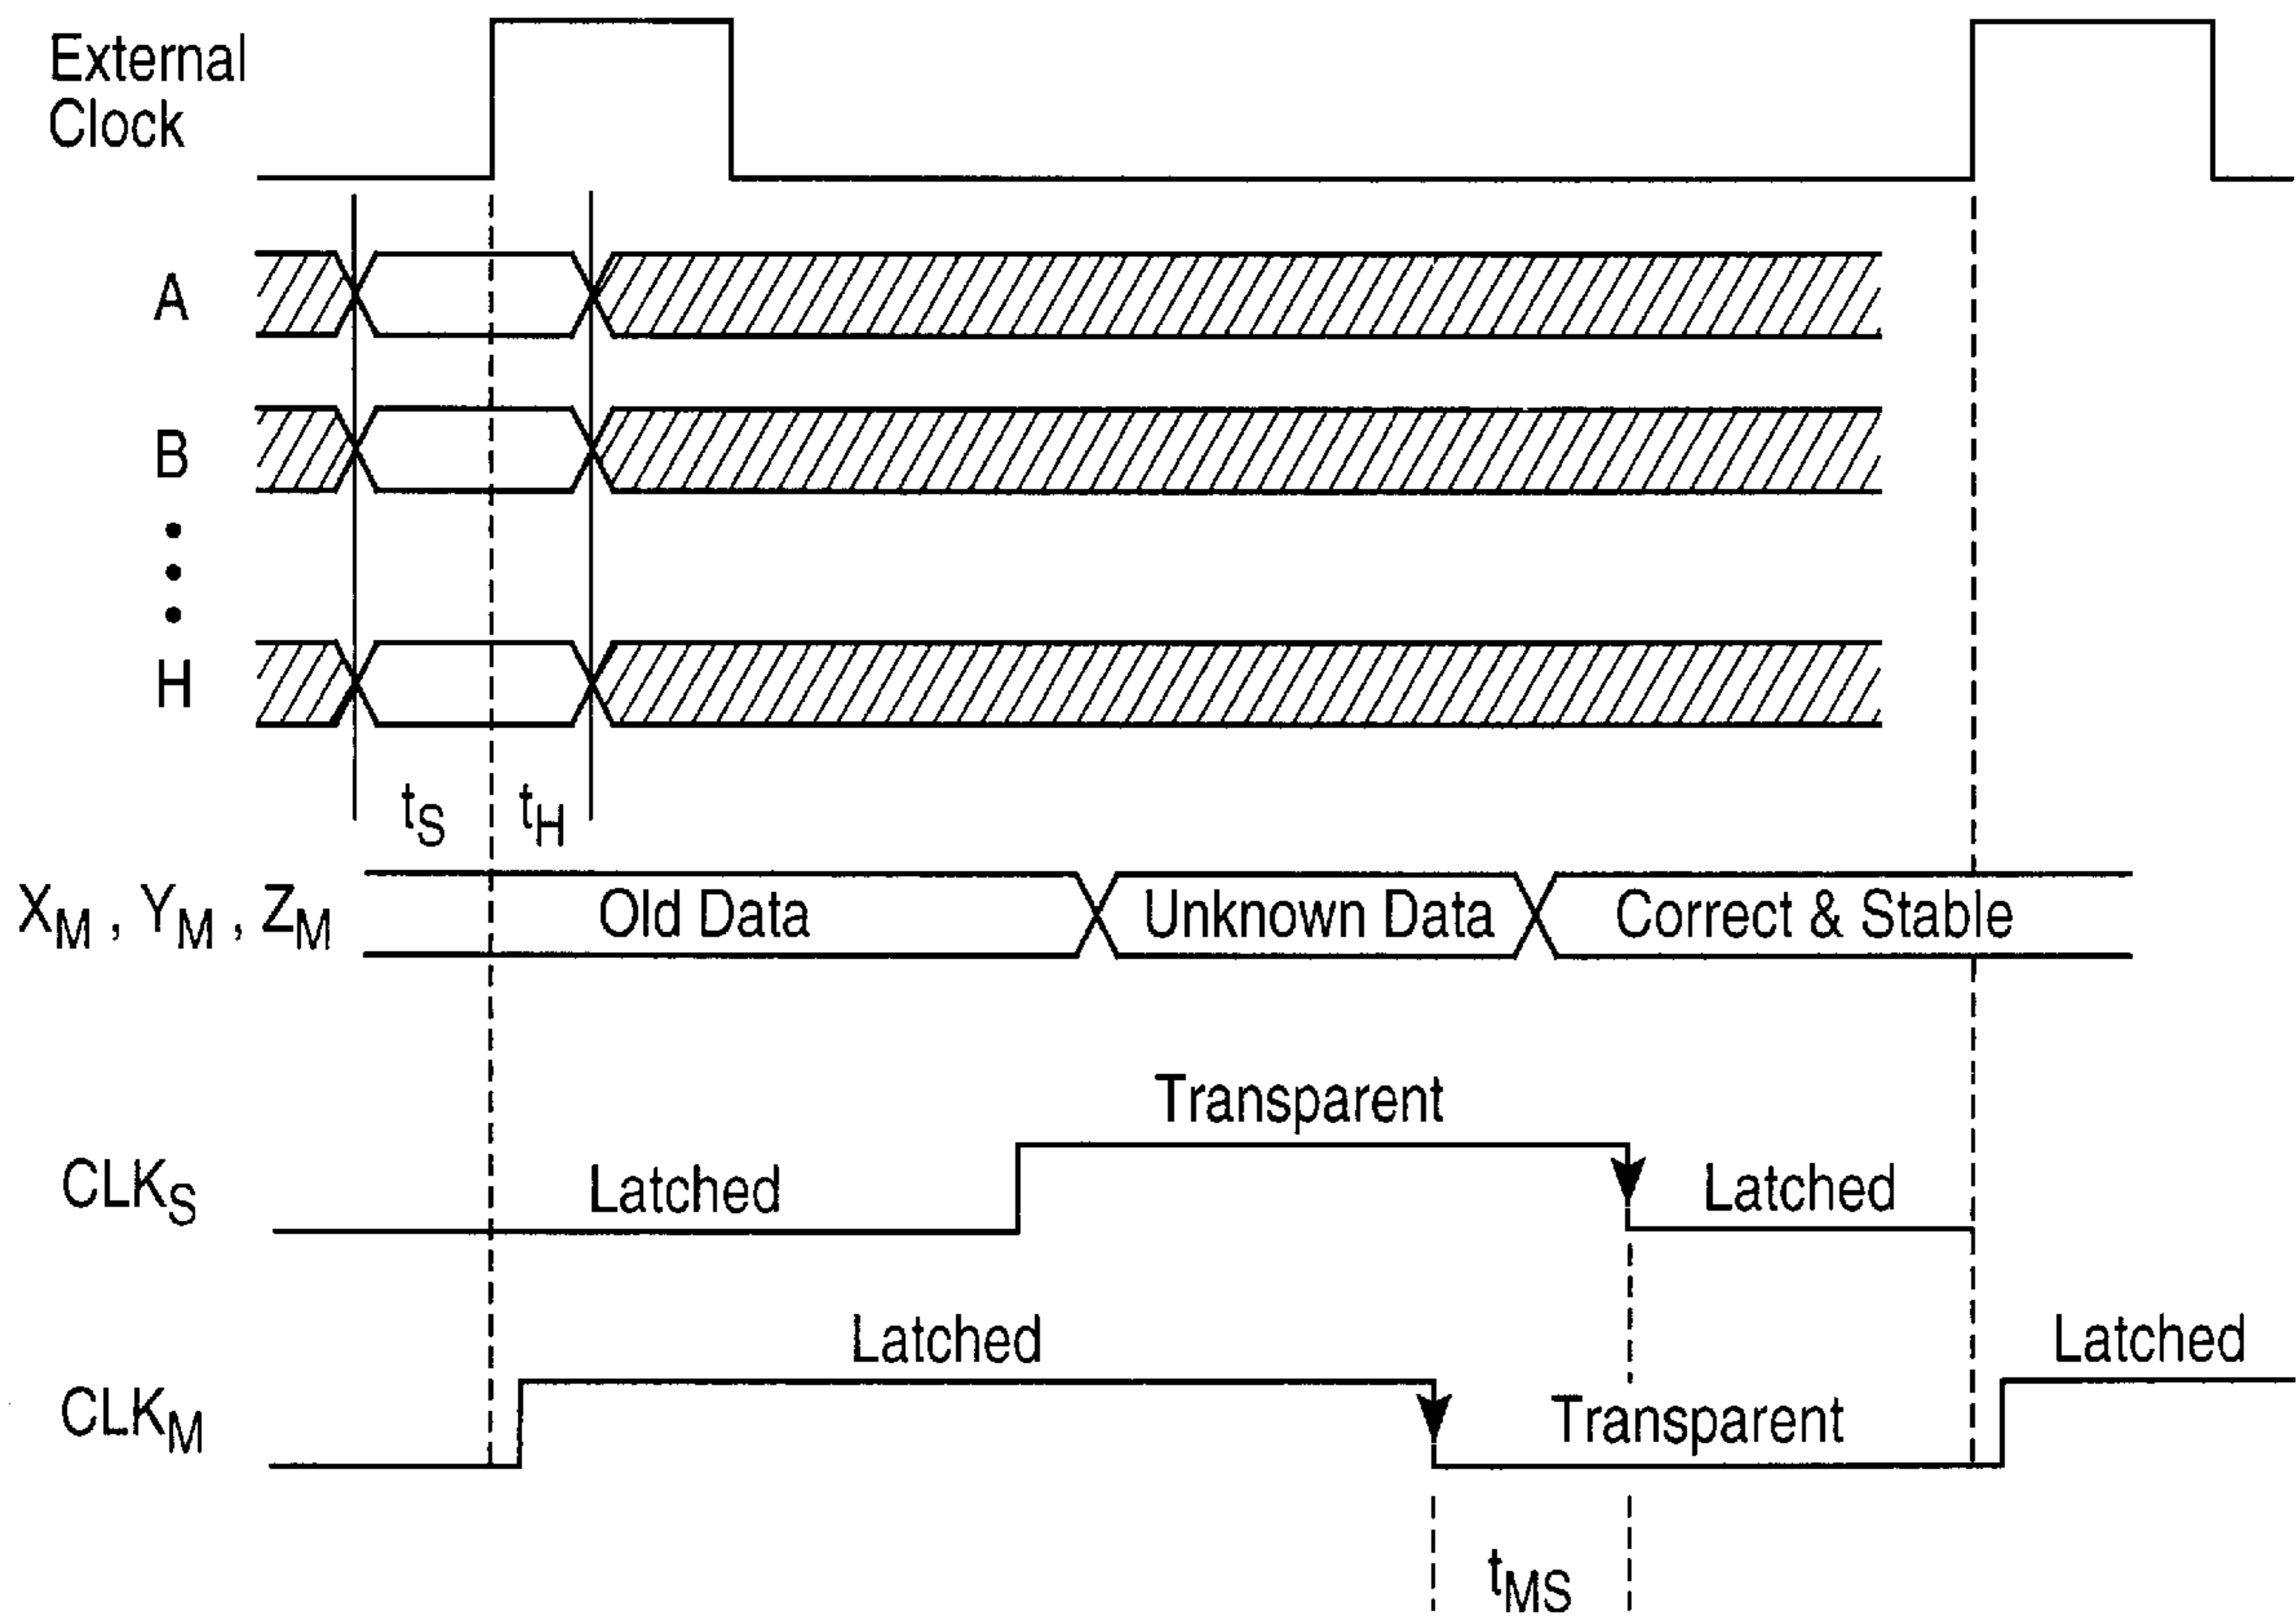 External
Clock
A
B
H
tS tH
XM , YM , ZM Old Data Unknown Data Correct & Stable
Transparent
CLKS Latched Latched
Latched Latched
CLKM Transparent
tMS